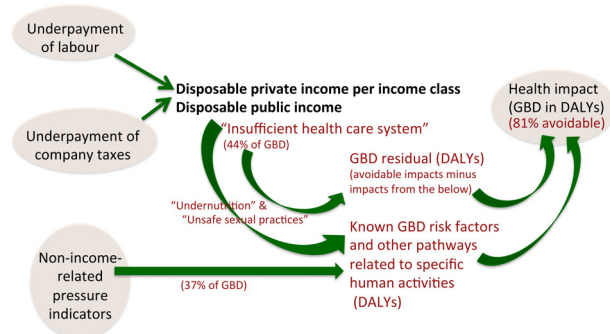 Underpayment
of labour
Underpayment of
company taxes
Disposable private income per income class
Disposable public income
"Insufficient health care system"
(44% of GBD)
Health impact
(GBD in DALYs)
(81% avoidable)
GBD residual (DALYs)
(avoidable impacts minus
impacts from the below)
"Undernutrition" &
"Unsafe sexual practices"
Known GBD risk factors
and other pathways
related to specific
human activities
(DALYs)
Non-income-
related
pressure
indicators
(37% of GBD)